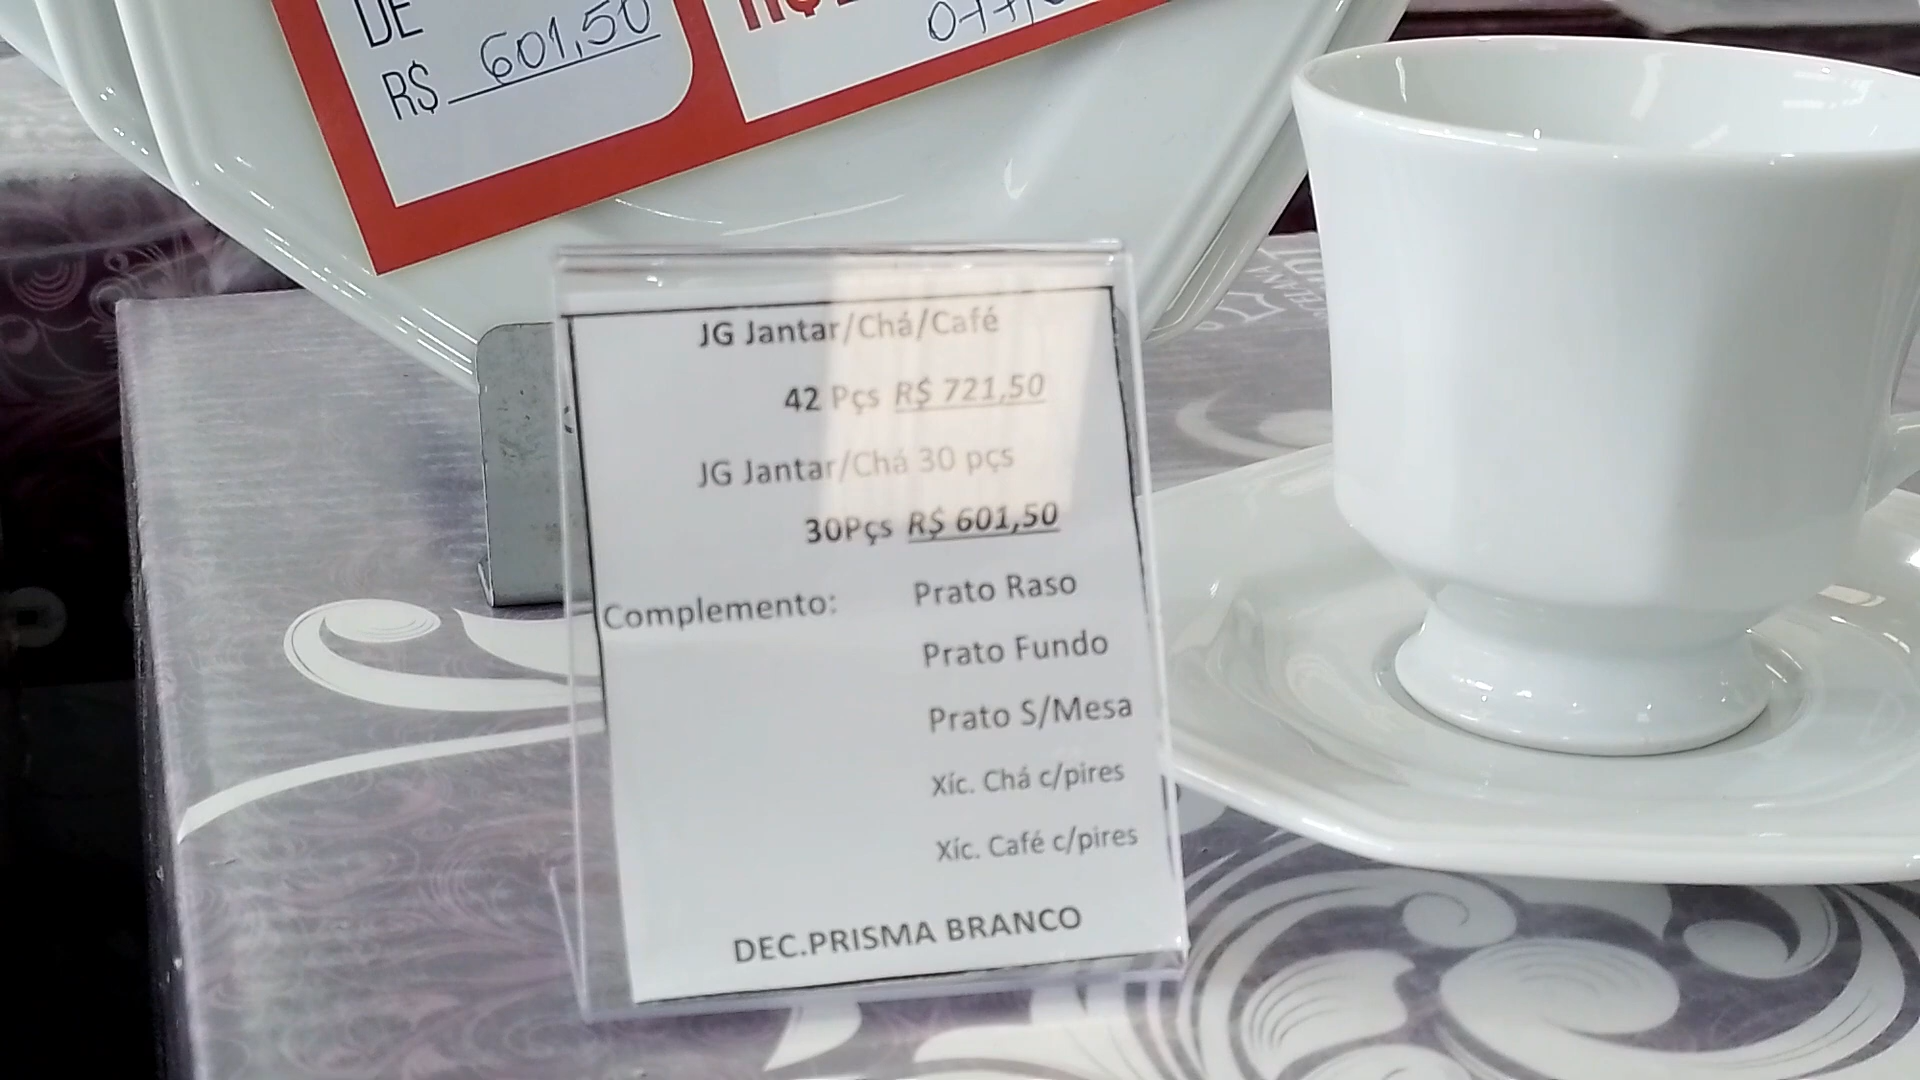 DE
R$ 601,50
JG Jantar/Chá/Café
42 Pçs R$ 721,50
JG Jantar/Chá 30 pçs
30Pçs R$ 601,50
Complemento: Prato Raso
Prato Fundo
Prato S/Mesa
Xíc. Chá c/pires
Xíc. Café c/pires
DEC.PRISMA BRANCO